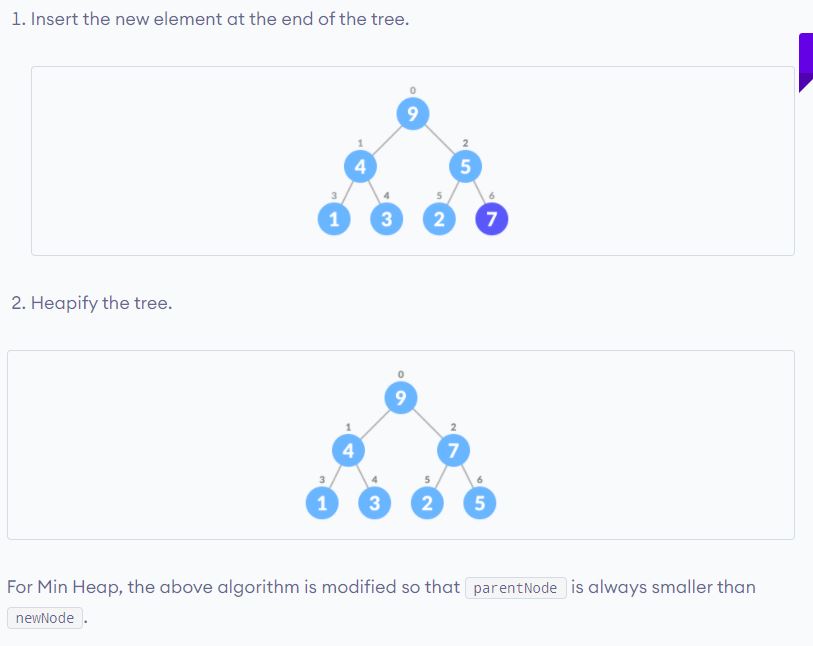 1. Insert the new element at the end of the tree.
0
9
1 2
4 5
3 4 5 6
1 3 2 7
2. Heapify the tree.
0
9
1 2
4 7
3 4 5 6
1 3 2 5
For Min Heap, the above algorithm is modified so that parentNode is always smaller than
newNode .